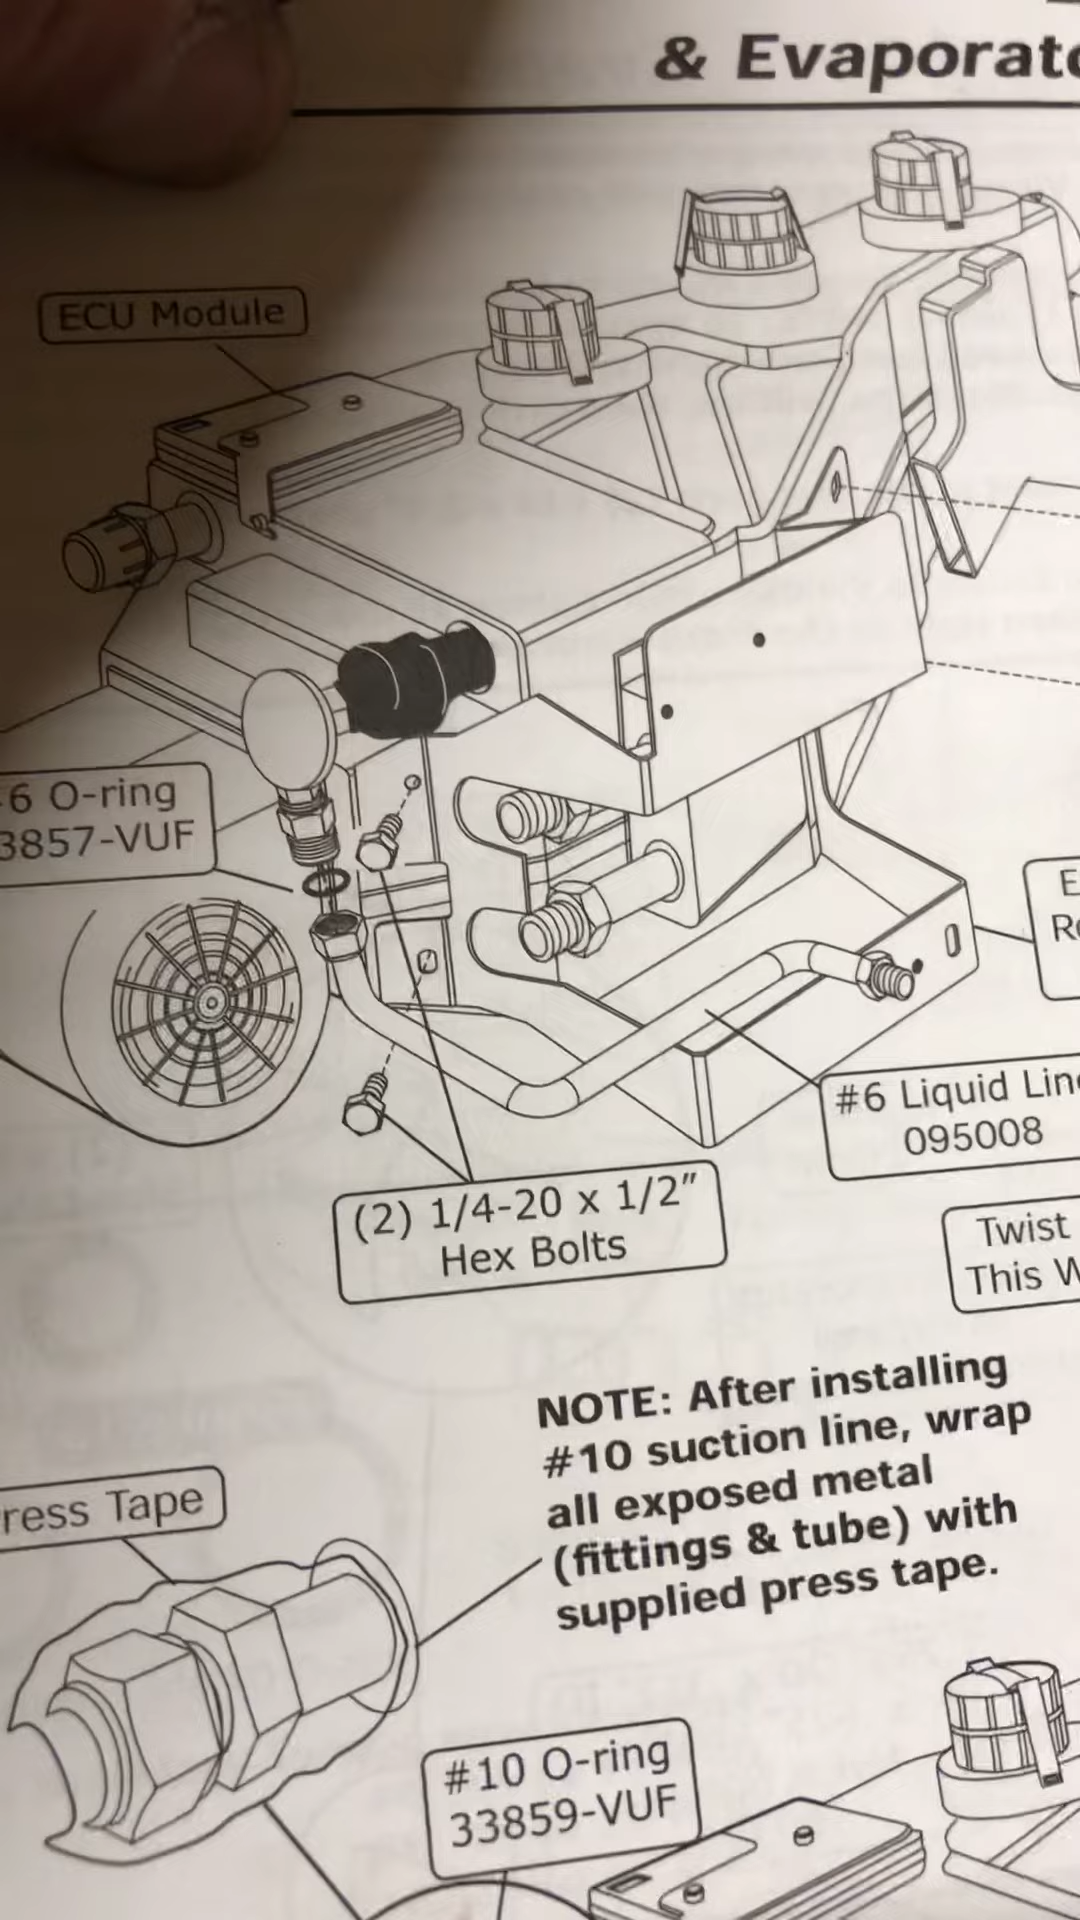 & Evaporato
ECU Module
6 O-ring
3857-VUF
#6 Liquid Line
095008
(2) 1/4-20 x 1/2”
Hex Bolts
Twist
This W
NOTE: After installing
#10 suction line, wrap
all exposed metal
(fittings & tube) with
supplied press tape.
ress Tape
#10 O-ring
33859-VUF